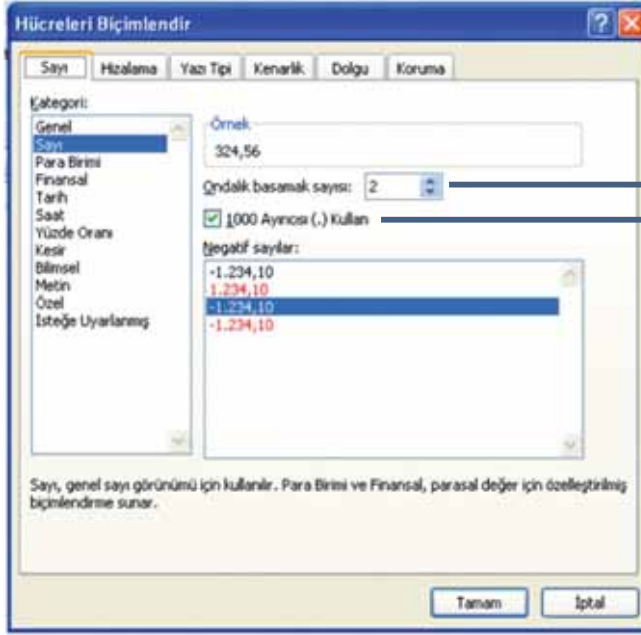 Hücreleri Biçimlendir
Sayı Hizalama Yazı Tipi Kenarlık Dolgu Koruma
Kategori:
Genel
Sayı
Para Birimi
Finansal
Tarih
Saat
Yüzde Oranı
Kesir
Bilimsel
Metin
Özel
İsteğe Uyarlanmış
Örnek
324,56
Ondalık basamak sayısı: 2
1000 Ayırıcısı (.) Kullan
Negatif sayılar:
-1.234,10
1.234,10
-1.234,10
-1.234,10
Sayı, genel sayı görünümü için kullanılır. Para Birimi ve Finansal, parasal değer için özelleştirilmiş
biçimlendirme sunar.
Tamam İptal